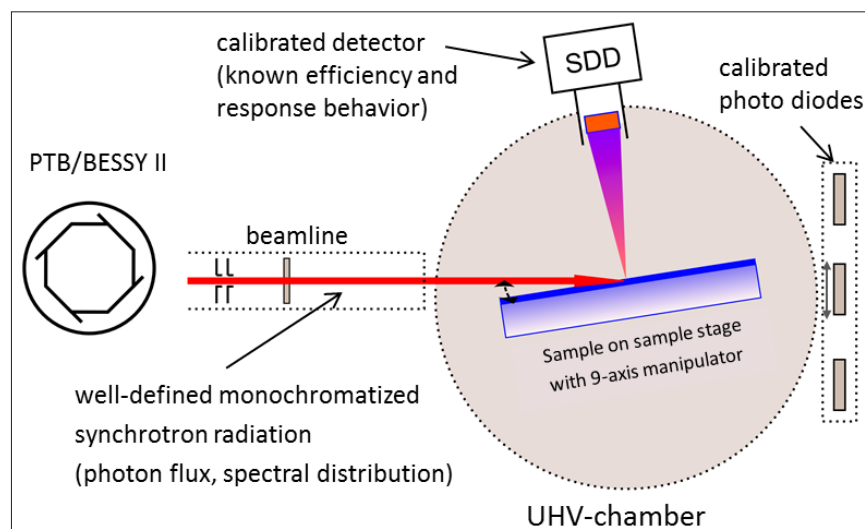 calibrated detector
(known efficiency and
response behavior)
SDD
calibrated
photo diodes
PTB/BESSY II
beamline
Sample on sample stage
with 9-axis manipulator
well-defined monochromatized
synchrotron radiation
(photon flux, spectral distribution)
UHV-chamber